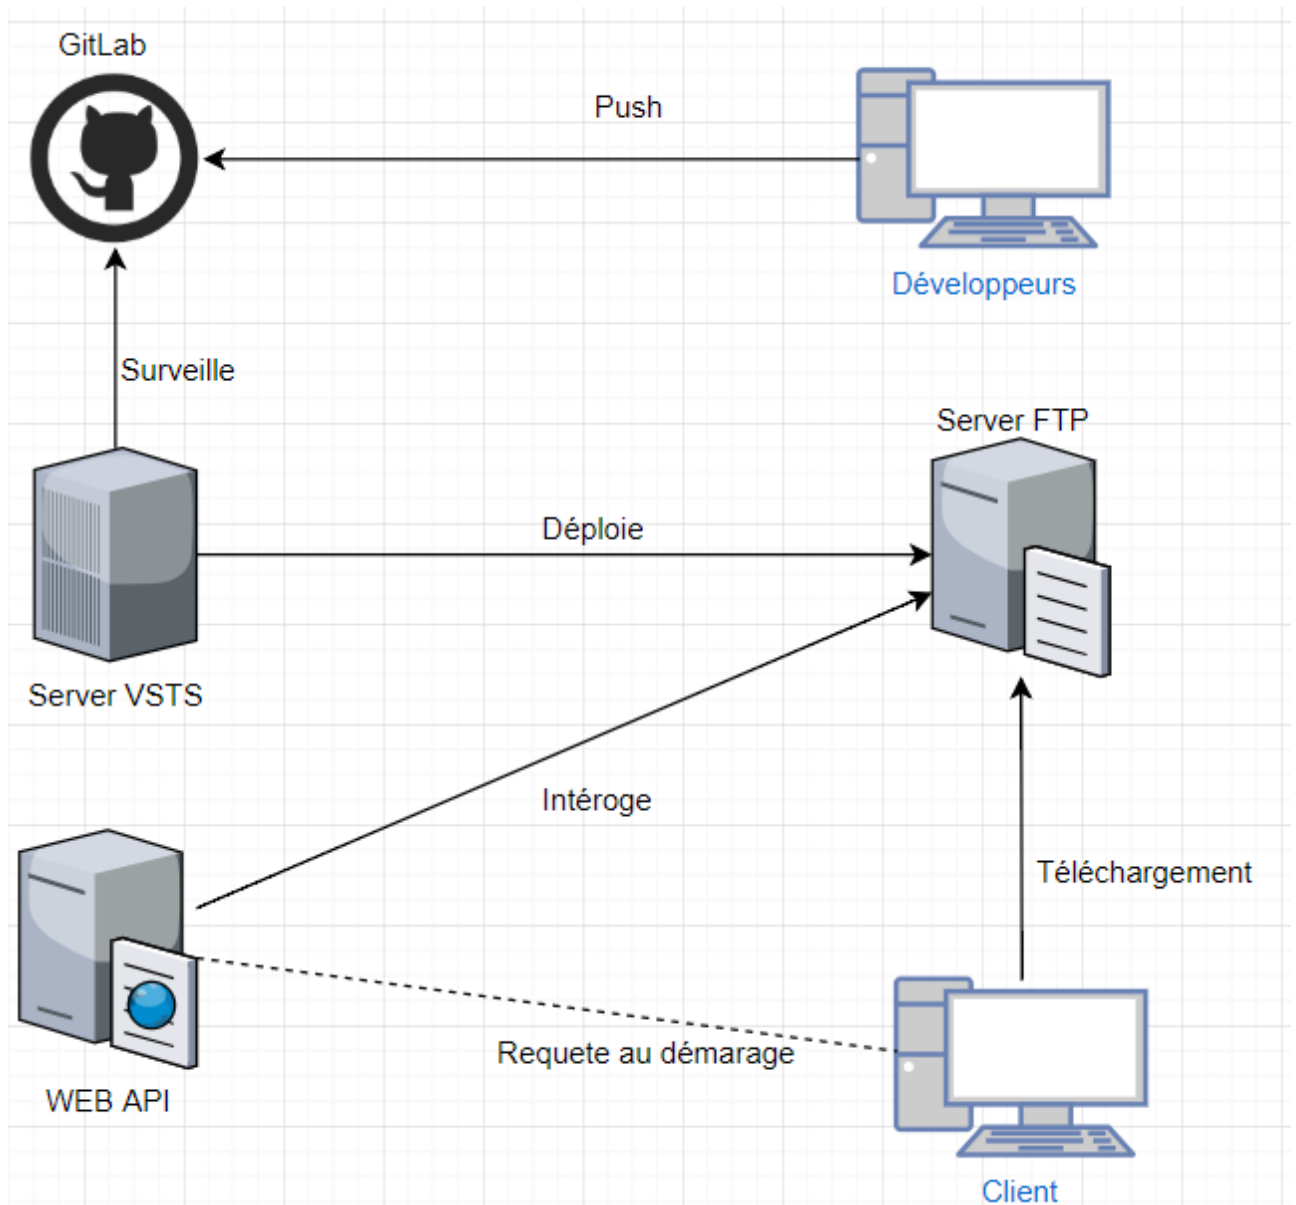 GitLab
Push
Développeurs
Surveille
Server FTP
Déploie
Server VSTS
Intéroge
Téléchargement
Requete au démarage
WEB API
Client